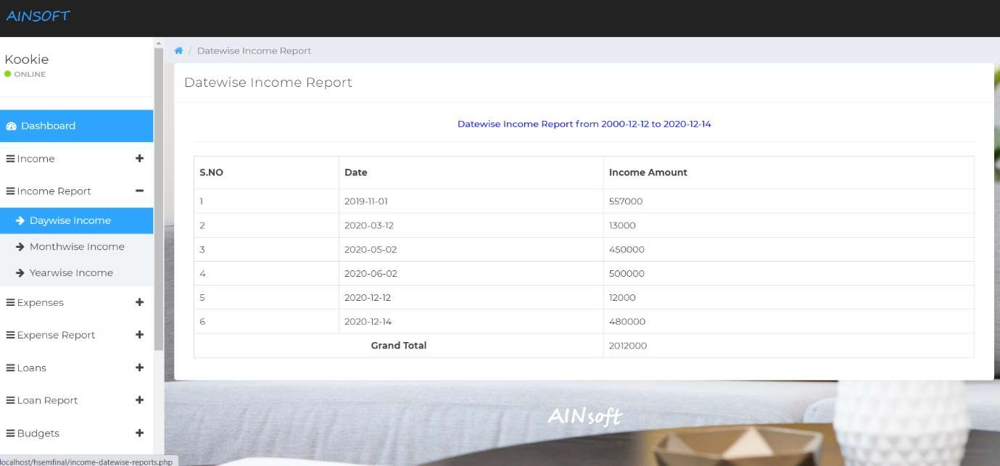 AINSOFT
Kookie
ONLINE
Dashboard
Income
Income Report
Daywise Income
Monthwise Income
Yearwise Income
Expenses
Expense Report
Loans
Loan Report
Budgets
localhost/hsemfinal/income-datewise-reports.php
/ Datewise Income Report
Datewise Income Report
Datewise Income Report from 2000-12-12 to 2020-12-14
S.NO Date Income Amount
1 2019-11-01 557000
2 2020-03-12 13000
3 2020-05-02 450000
4 2020-06-02 500000
5 2020-12-12 12000
6 2020-12-14 480000
Grand Total 2012000
AINsoft